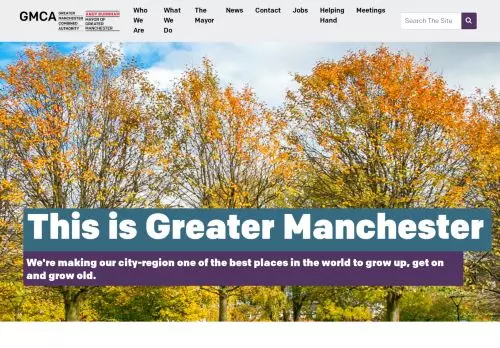 GMCA
GREATER
MANCHESTER
COMBINED
AUTHORITY
ANDY BURNHAM
MAYOR OF
GREATER
MANCHESTER
Who
We
Are
What
We
Do
The
Mayor
News
Contact
Jobs
Helping
Hand
Meetings
Search The Site
This is Greater Manchester
We're making our city-region one of the best places in the world to grow up, get on
and grow old.